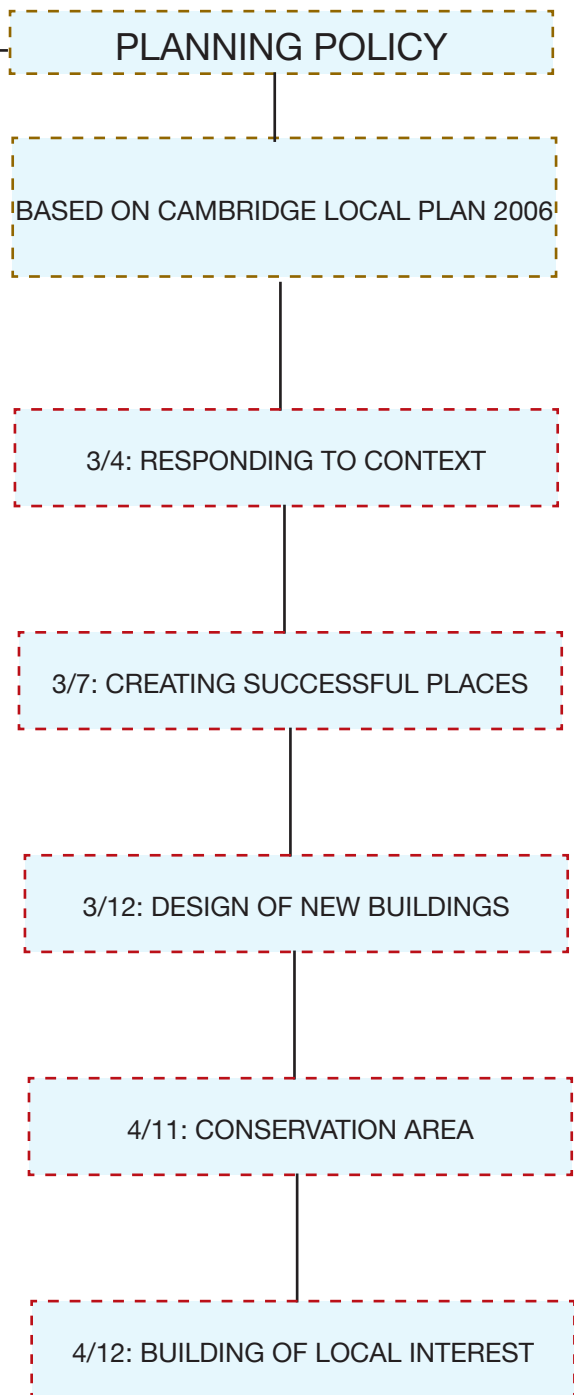 PLANNING POLICY
BASED ON CAMBRIDGE LOCAL PLAN 2006
3/4: RESPONDING TO CONTEXT
3/7: CREATING SUCCESSFUL PLACES
3/12: DESIGN OF NEW BUILDINGS
4/11: CONSERVATION AREA
4/12: BUILDING OF LOCAL INTEREST